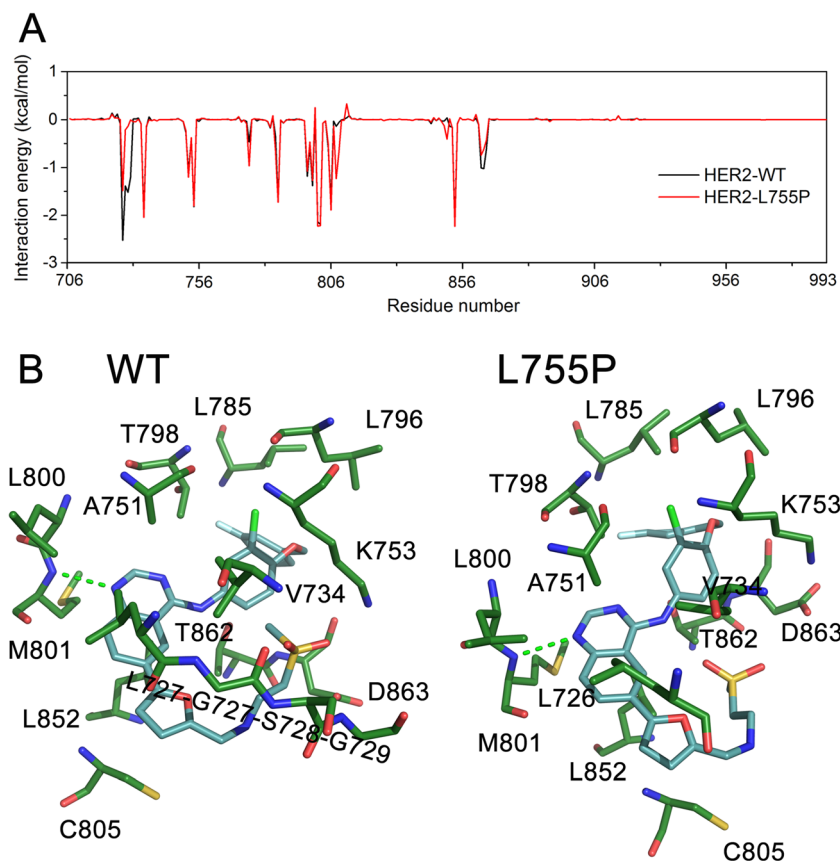 A
Interaction energy (kcal/mol)
1
0
-1
-2
-3
HER2-WT
HER2-L755P
706
756
806
856
906
956
993
Residue number
B
WT
L785
L796
T798
L800
A751
K753
V734
T862
M801
L727-G727-S728-G729
D863
L852
C805
L755P
L796
L785
T798
K753
L800
A751
V734
T862
D863
L726
M801
L852
C805